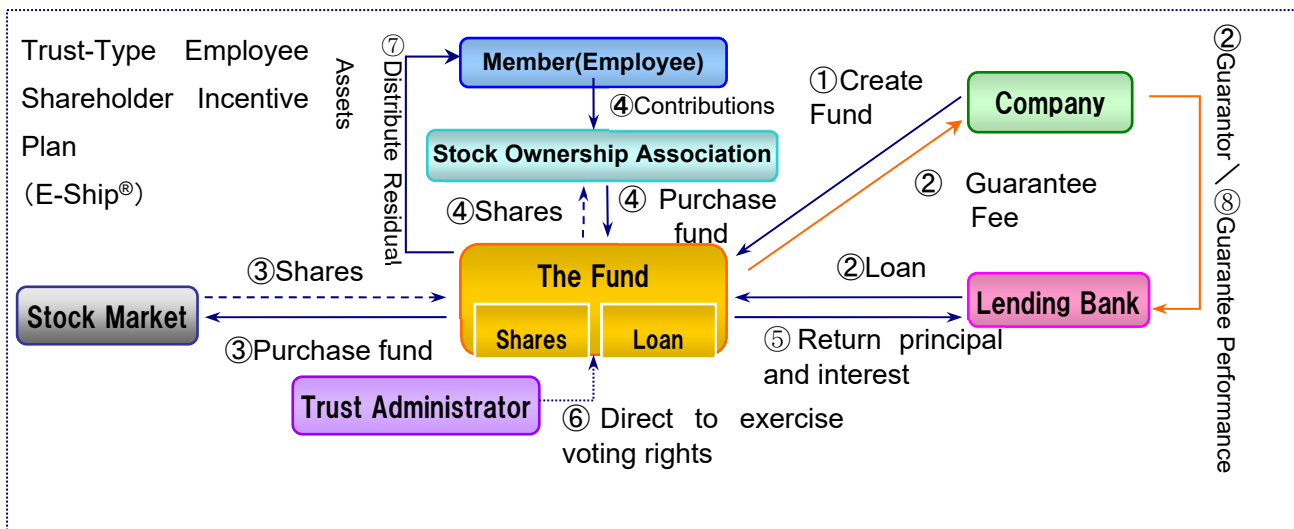 Trust-Type Employee
Shareholder Incentive
Plan
（E-Ship®）
⑦Distribute Residual
Assets
Member(Employee)
④Contributions
Stock Ownership Association
④Shares
④ Purchase
fund
①Create
Fund
Company
② Guarantee
Fee
②Guarantor／⑧Guarantee Performance
③Shares
The Fund
②Loan
Stock Market
Lending Bank
Shares
Loan
③Purchase fund
⑤ Return principal
and interest
Trust Administrator
⑥ Direct to exercise
voting rights